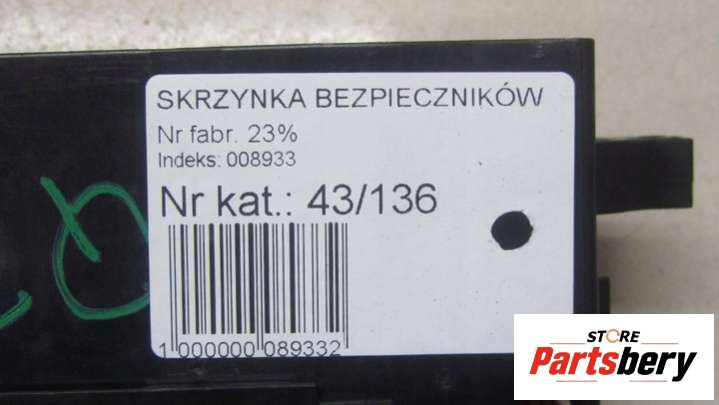 SKRZYNKA BEZPIECZNIKÓW
Nr fabr. 23%
Indeks: 008933
Nr kat.: 43/136
1 000000 089332
STORE
Partsbery